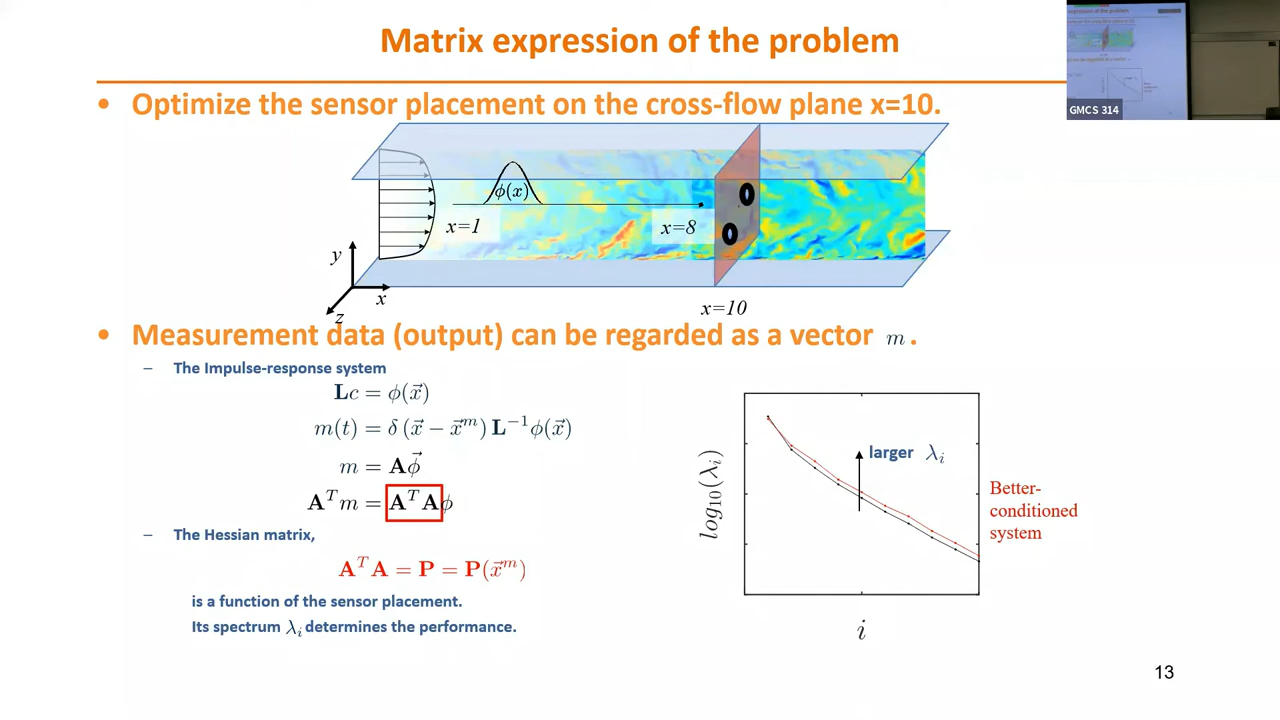 Matrix expression of the problem
• Optimize the sensor placement on the cross-flow plane x=10.
ϕ(x)
x=1
x=8
y
x
z
x=10
• Measurement data (output) can be regarded as a vector m.
– The Impulse-response system
Lc = ϕ(x⃗)
m(t) = δ (x⃗ − x⃗^m) L^−1 ϕ(x⃗)
m = Aϕ⃗
A^T m = A^T A ϕ
– The Hessian matrix,
A^T A = P = P(x⃗^m)
is a function of the sensor placement.
Its spectrum λ_i determines the performance.
log_10(λ_i)
larger λ_i
Better-
conditioned
system
i
13
GMCS 314